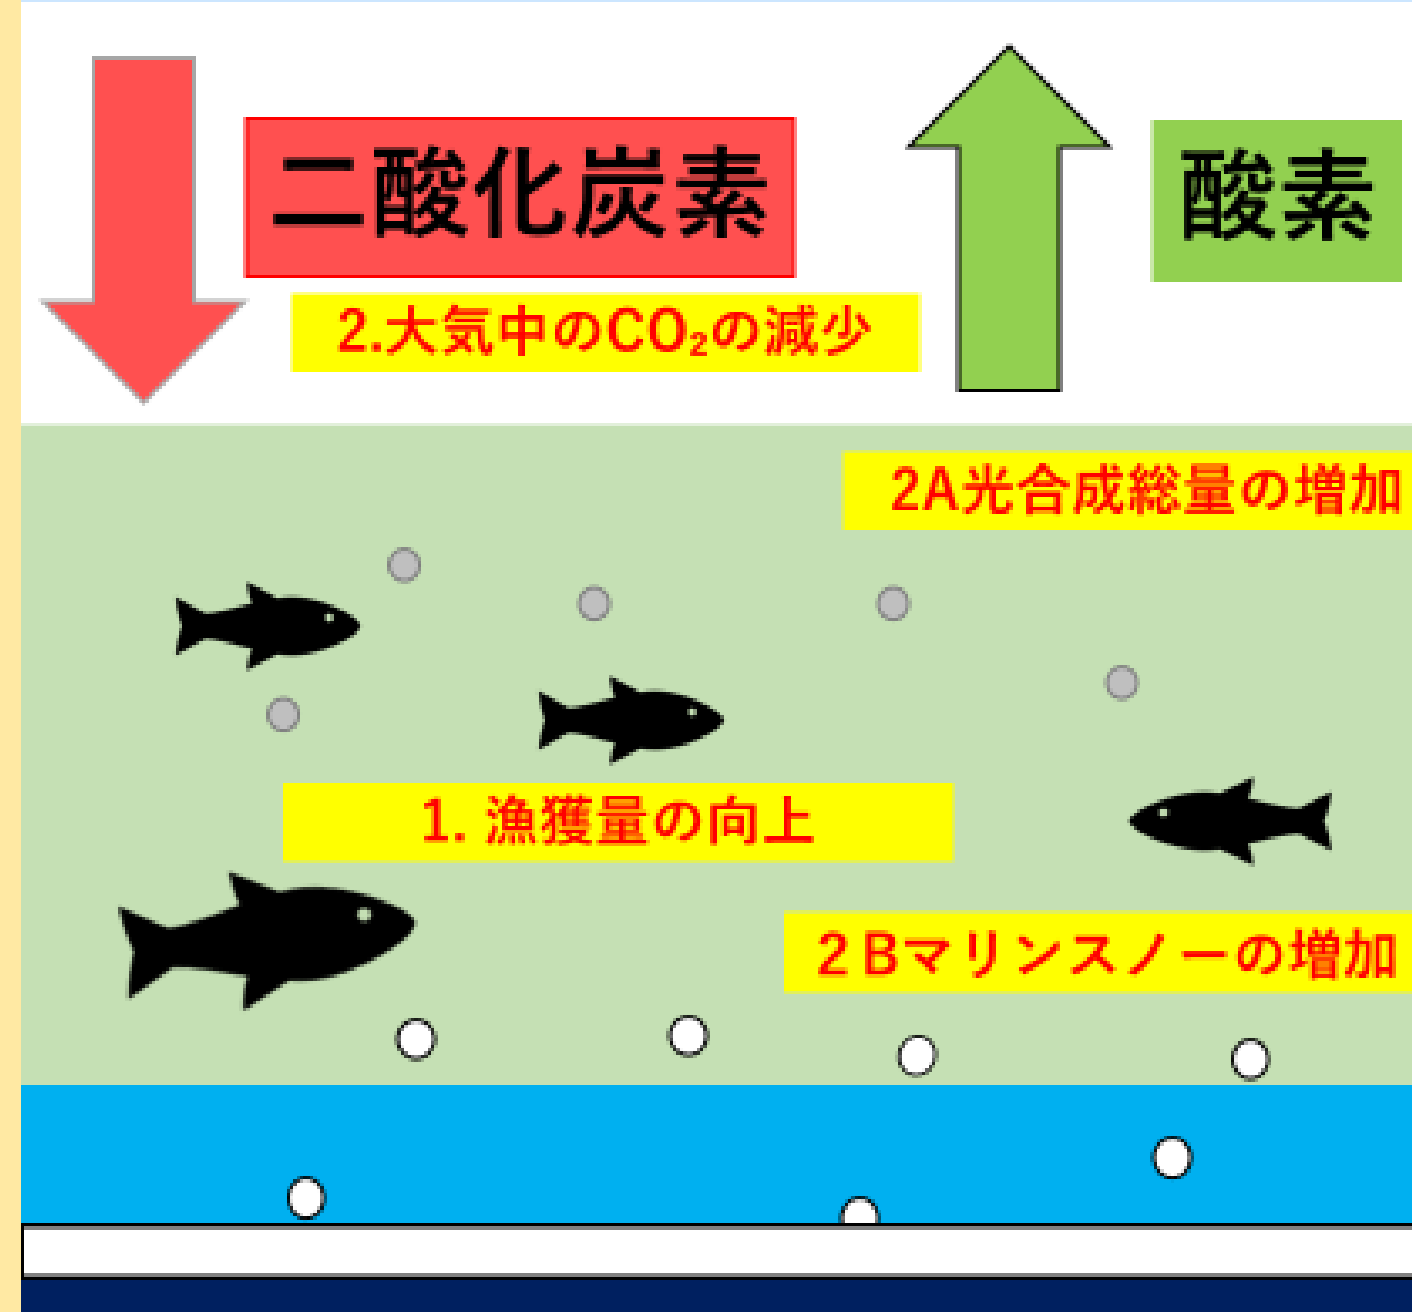 二酸化炭素
酸素
2.大気中のCO₂の減少
2A光合成総量の増加
1. 漁獲量の向上
2Bマリンスノーの増加